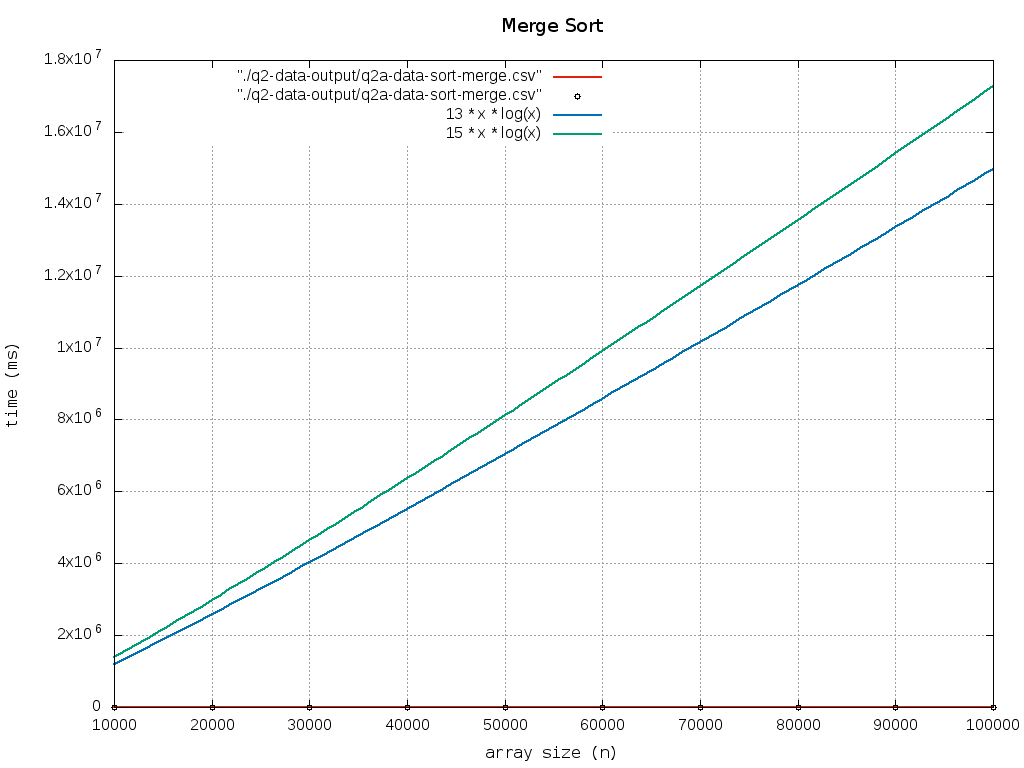 Merge Sort
1.8x10^7
"./q2-data-output/q2a-data-sort-merge.csv"
"./q2-data-output/q2a-data-sort-merge.csv"
13 * x * log(x)
15 * x * log(x)
1.6x10^7
1.4x10^7
1.2x10^7
1x10^7
8x10^6
6x10^6
4x10^6
2x10^6
0
time (ms)
10000 20000 30000 40000 50000 60000 70000 80000 90000 100000
array size (n)